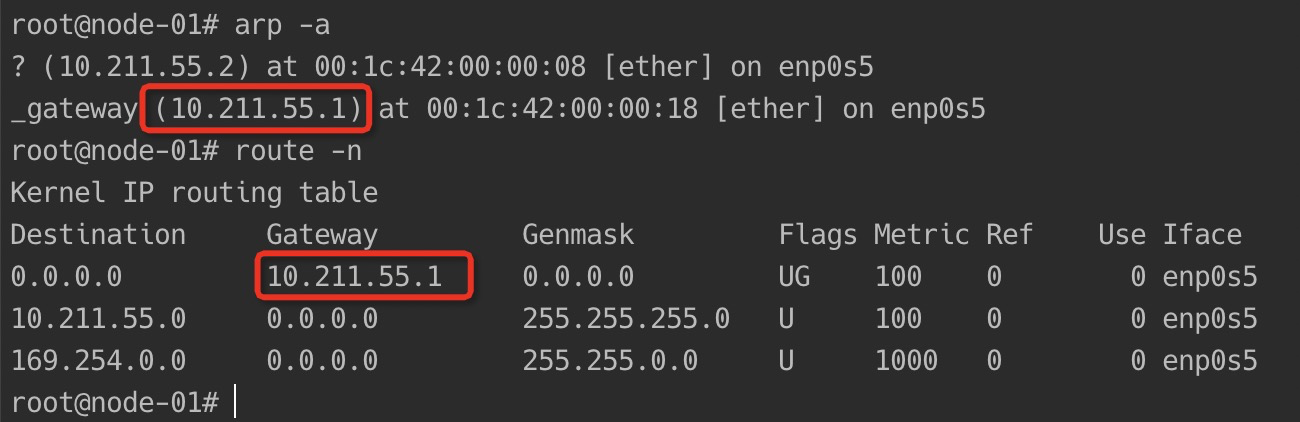 root@node-01# arp -a
? (10.211.55.2) at 00:1c:42:00:00:08 [ether] on enp0s5
_gateway (10.211.55.1) at 00:1c:42:00:00:18 [ether] on enp0s5
root@node-01# route -n
Kernel IP routing table
Destination     Gateway         Genmask         Flags Metric Ref    Use Iface
0.0.0.0         10.211.55.1     0.0.0.0         UG    100    0        0 enp0s5
10.211.55.0     0.0.0.0         255.255.255.0   U     100    0        0 enp0s5
169.254.0.0     0.0.0.0         255.255.0.0     U     1000   0        0 enp0s5
root@node-01#